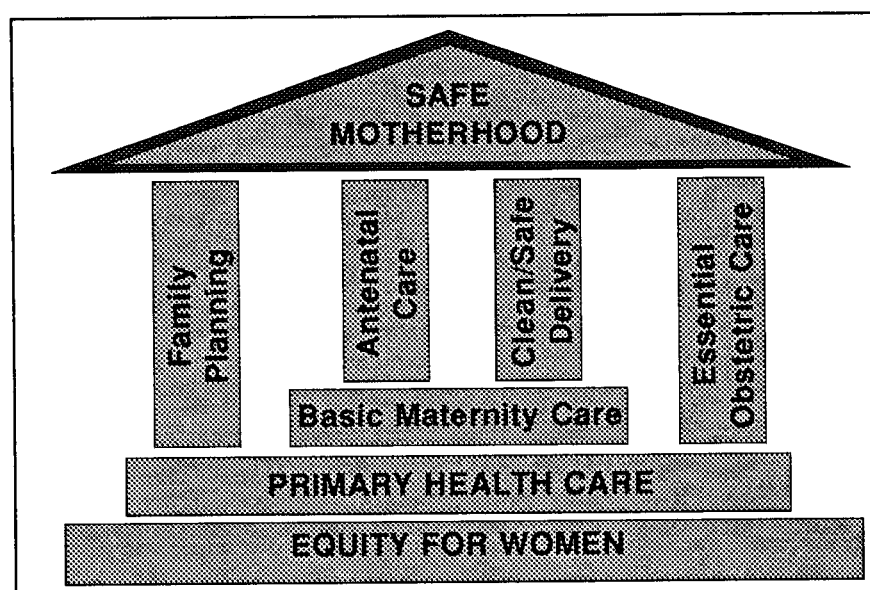 SAFE
MOTHERHOOD
Family
Planning
Antenatal
Care
Clean/Safe
Delivery
Essential
Obstetric Care
Basic Maternity Care
PRIMARY HEALTH CARE
EQUITY FOR WOMEN